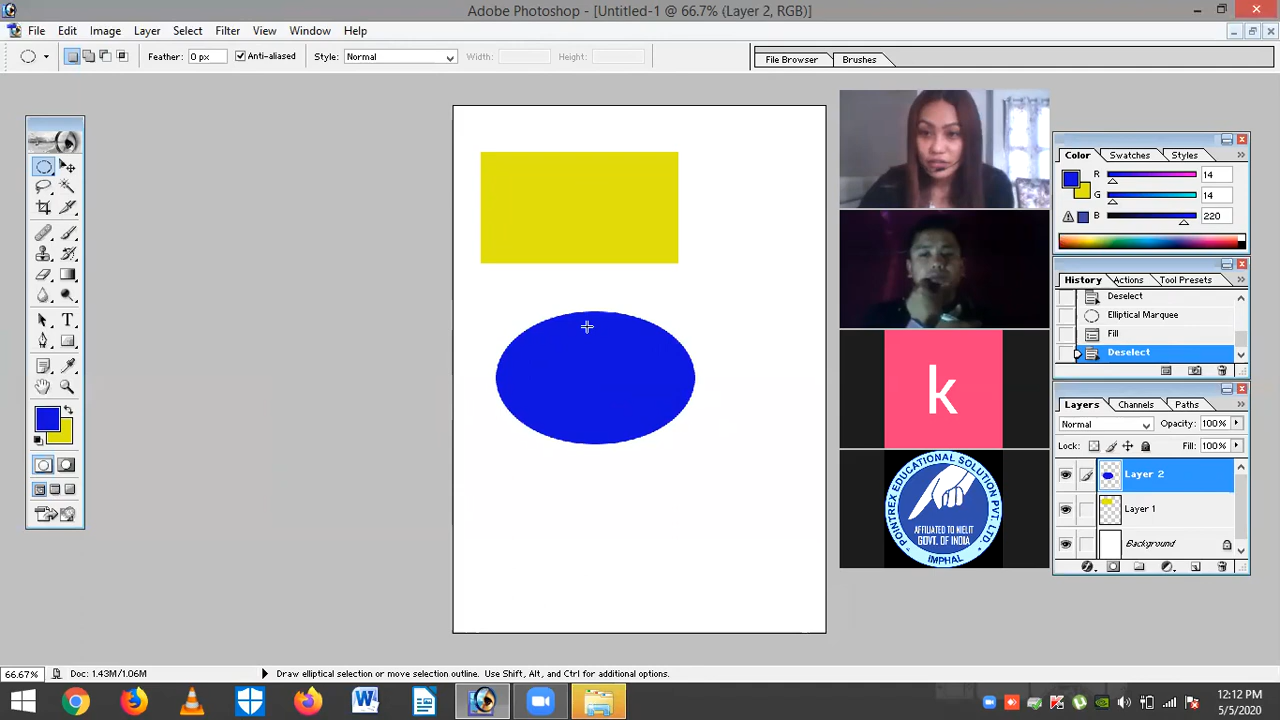 Adobe Photoshop - [Untitled-1 @ 66.7% (Layer 2, RGB)]
File Edit Image Layer Select Filter View Window Help
Feather: 0 px Anti-aliased Style: Normal Width: Height: File Browser Brushes
Color Swatches Styles
R 14
G 14
B 220
History Actions Tool Presets
Deselect
Elliptical Marquee
Fill
Deselect
Layers Channels Paths
Normal Opacity: 100%
Lock: Fill: 100%
Layer 2
Layer 1
Background
T
k
POINTREX EDUCATIONAL SOLUTION PVT. LTD.
AFFILIATED TO NIELIT
GOVT. OF INDIA
IMPHAL
66.67% Doc: 1.43M/1.06M Draw elliptical selection or move selection outline. Use Shift, Alt, and Ctrl for additional options.
12:12 PM
5/5/2020